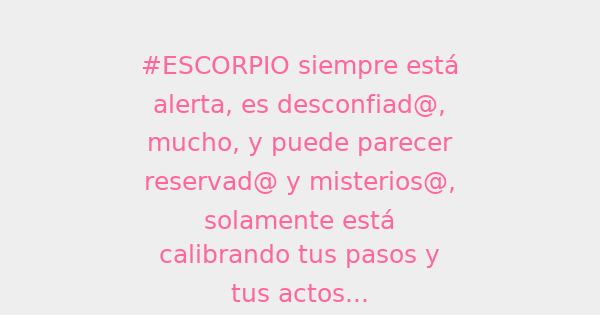 #ESCORPIO siempre está
alerta, es desconfiad@,
mucho, y puede parecer
reservad@ y misterios@,
solamente está
calibrando tus pasos y
tus actos...